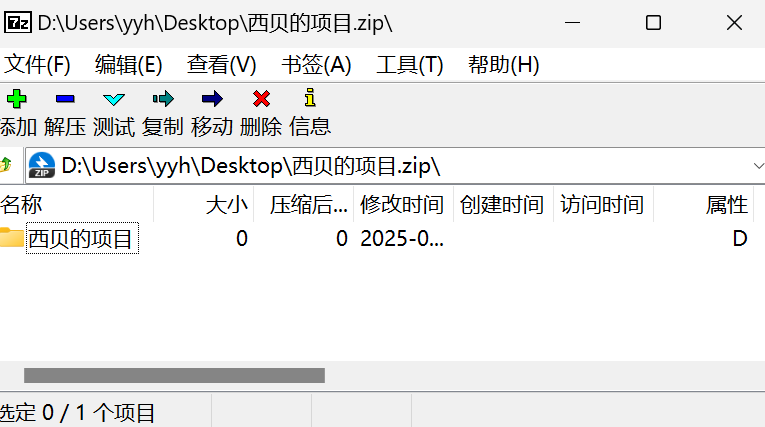 7z D:\Users\yyh\Desktop\西贝的项目.zip\
文件(F) 编辑(E) 查看(V) 书签(A) 工具(T) 帮助(H)
添加 解压 测试 复制 移动 删除 信息
ZIP D:\Users\yyh\Desktop\西贝的项目.zip\
名称 大小 压缩后... 修改时间 创建时间 访问时间 属性
西贝的项目 0 0 2025-0... D
选定 0 / 1 个项目